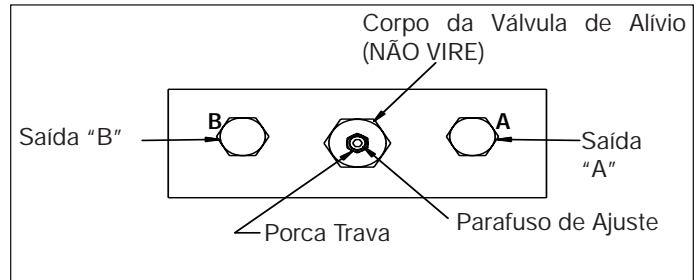 Corpo da Válvula de Alívio
(NÃO VIRE)
B
A
Saída “B”
Saída
“A”
Parafuso de Ajuste
Porca Trava